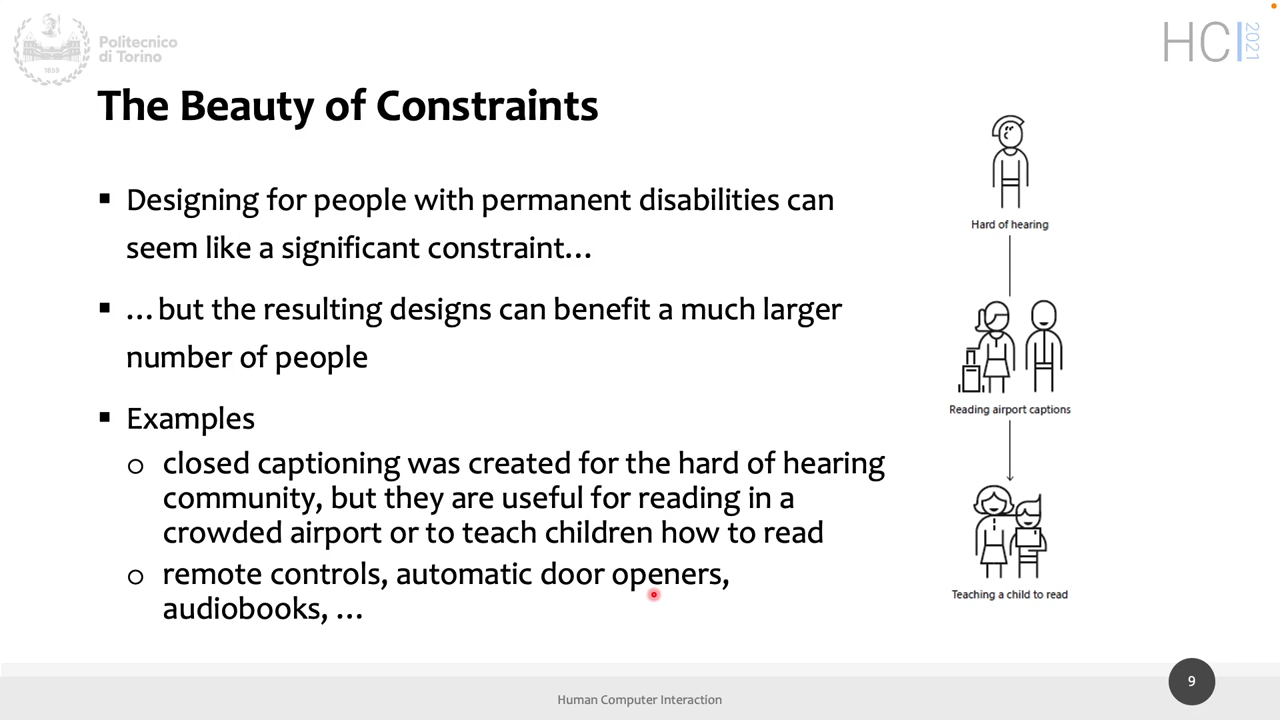 Politecnico
di Torino
1859
HCI 2021
The Beauty of Constraints
▪ Designing for people with permanent disabilities can
seem like a significant constraint…
▪ …but the resulting designs can benefit a much larger
number of people
▪ Examples
o closed captioning was created for the hard of hearing
community, but they are useful for reading in a
crowded airport or to teach children how to read
o remote controls, automatic door openers,
audiobooks, …
Hard of hearing
Reading airport captions
Teaching a child to read
Human Computer Interaction
9